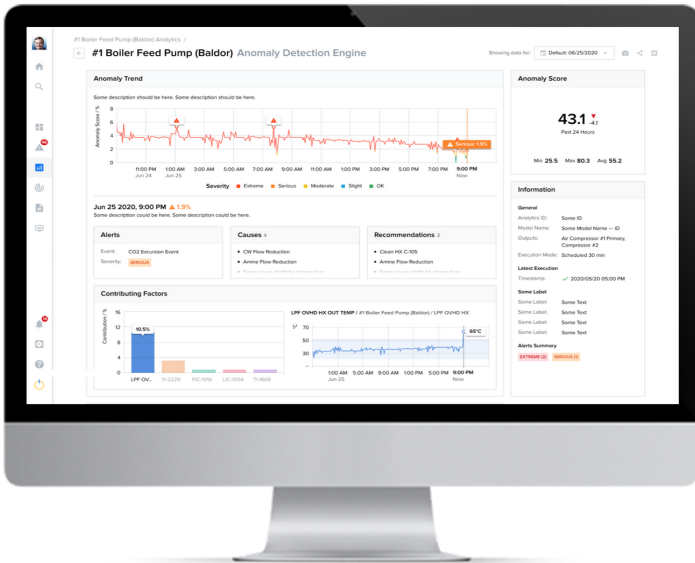 #1 Boiler Feed Pump (Baldor) Analytics /
#1 Boiler Feed Pump (Baldor) Anomaly Detection Engine
Showing data for:
Default: 06/25/2020
Anomaly Trend
Some description should be here. Some description should be here.
Anomaly Score / %
8
6
4
2
0
Serious: 1.9%
11:00 PM 1:00 AM 3:00 AM 5:00 AM 7:00 AM 9:00 AM 11:00 AM 1:00 PM 3:00 PM 5:00 PM 7:00 PM 9:00 PM
Jun 24 Jun 25 Now
Severity Extreme Serious Moderate Slight OK
Jun 25 2020, 9:00 PM 1.9%
Some description could be here. Some description could be here.
Alerts
Event: CO2 Excursion Event
Severity: SERIOUS
Causes
• CW Flow Reduction
• Amine Flow Reduction
Recommendations
• Clean HX C-105
• Amine Flow Reduction
Contributing Factors
Contribution / %
16
12
8
4
0
10.5%
LPF OV... TI-2225 PIC-1016 LIC-1004 TI-1668
LPF OVHD HX OUT TEMP / #1 Boiler Feed Pump (Baldor) / LPF OVHD HX
70
50
30
65°C
1:00 AM 5:00 AM 9:00 AM 1:00 PM 5:00 PM 9:00 PM
Jun 25 Now
Anomaly Score
43.1 -4.1
Past 24 Hours
Min 25.5 Max 80.3 Avg 55.2
Information
General
Analytics ID: Some ID
Model Name: Some Model Name — ID
Outputs: Air Compressor #1 Primary,
Compressor #2
Execution Mode: Scheduled 30 min
Latest Execution
Timestamp: 2020/05/20 05:00 PM
Some Label
Some Label: Some Text
Some Label: Some Text
Some Label: Some Text
Some Label: Some Text
Alerts Summary
EXTREME (2) SERIOUS (1)